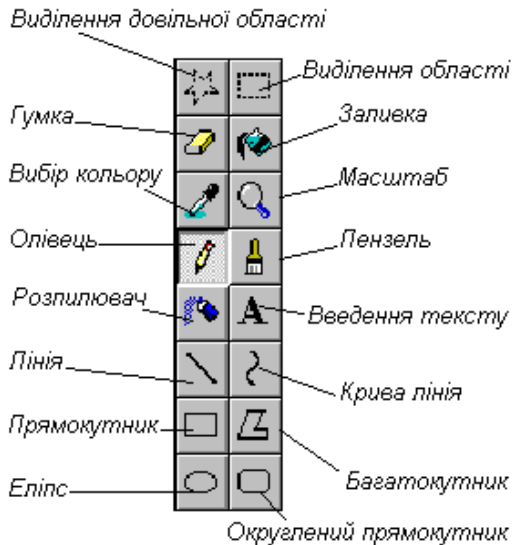 Виділення довільної області
Виділення області
Гумка
Заливка
Вибір кольору
Масштаб
Олівець
Пензель
Розпилювач
A
Введення тексту
Лінія
Крива лінія
Прямокутник
Багатокутник
Еліпс
Округлений прямокутник